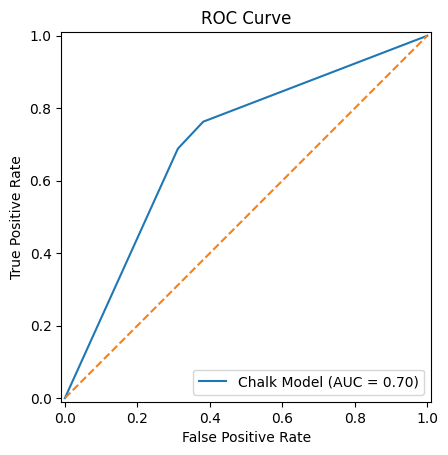 ROC Curve
1.0
0.8
0.6
0.4
0.2
0.0
True Positive Rate
Chalk Model (AUC = 0.70)
0.0 0.2 0.4 0.6 0.8 1.0
False Positive Rate